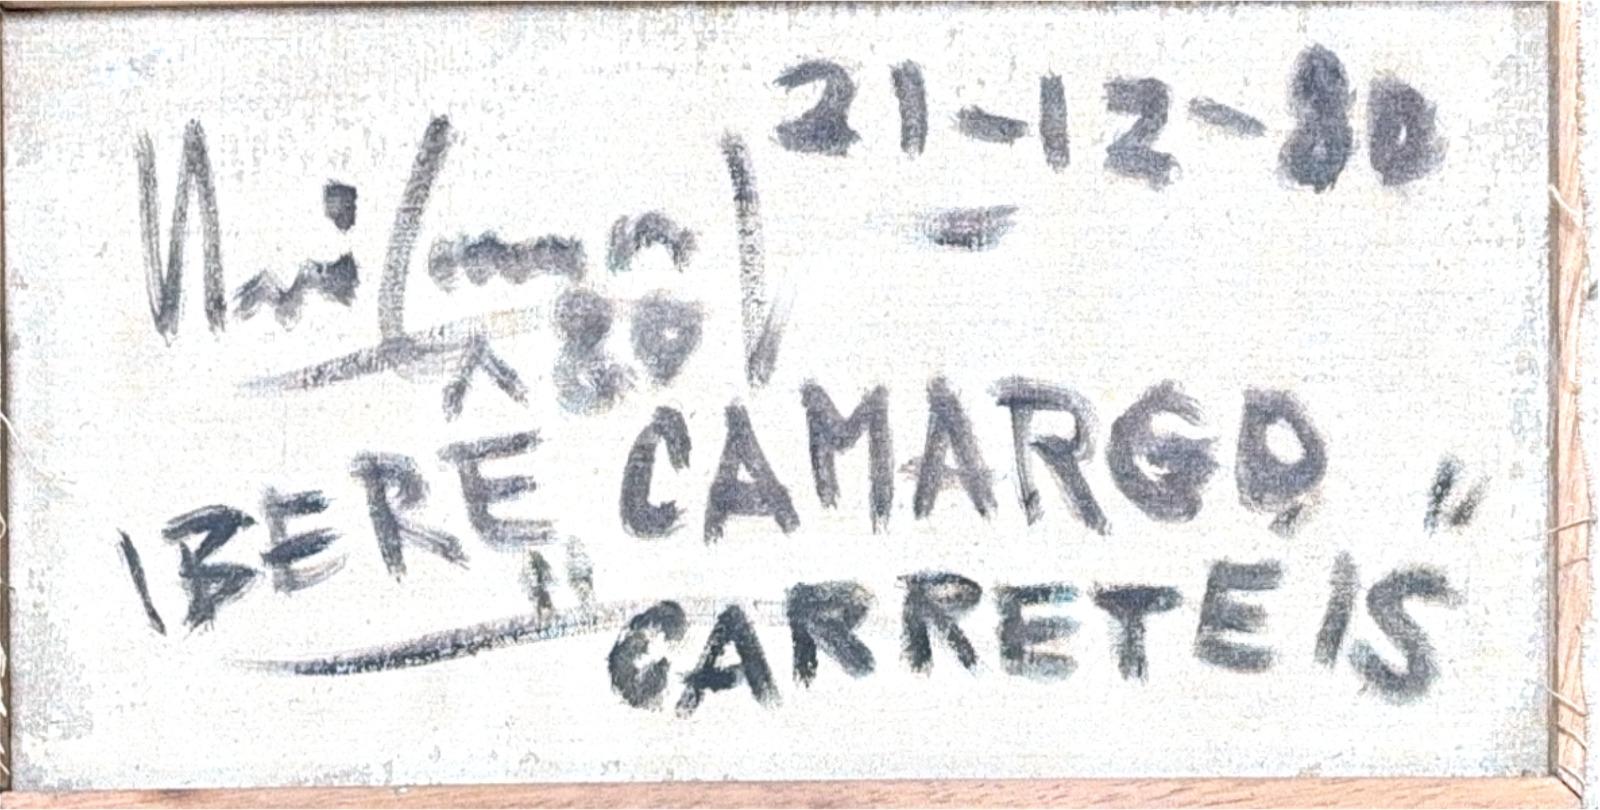 21-12-80
80
IBERÊ CAMARGO
"CARRETEIS"